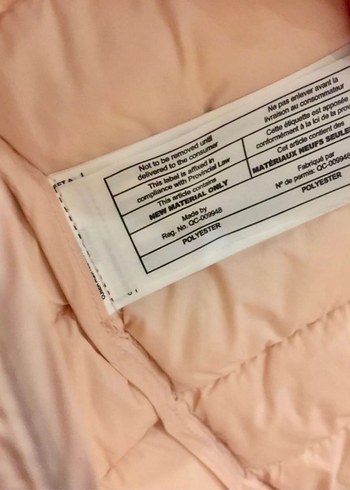 Not to be removed until
delivered to the consumer
This label is affixed in
compliance with Provincial Law
This article contains
NEW MATERIAL ONLY
Made by
Reg. No. QC-009948
POLYESTER
Ne pas enlever avant la
livraison au consommateur
Cette étiquette est apposée
conformément à la loi de la prov
Cet article contient des
MATÉRIAUX NEUFS SEULE
Fabriqué par
N° de permis: QC-00994
POLYESTER